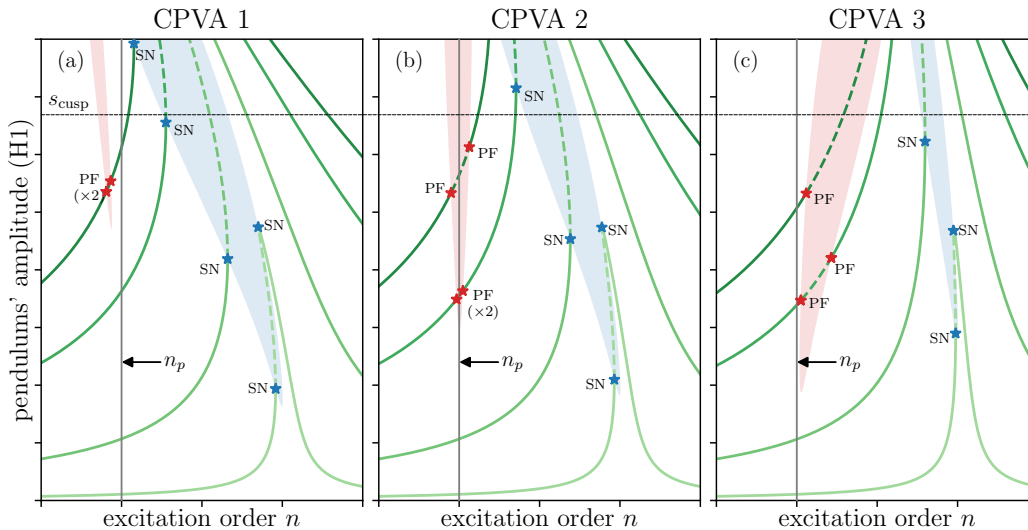 CPVA 1
CPVA 2
CPVA 3
pendulums' amplitude (H1)
(a)
SN
s_cusp
SN
PF
(×2
SN
SN
SN
n_p
excitation order n
(b)
SN
PF
PF
SN
SN
PF
(×2)
SN
n_p
excitation order n
(c)
SN
PF
SN
PF
PF
SN
n_p
excitation order n